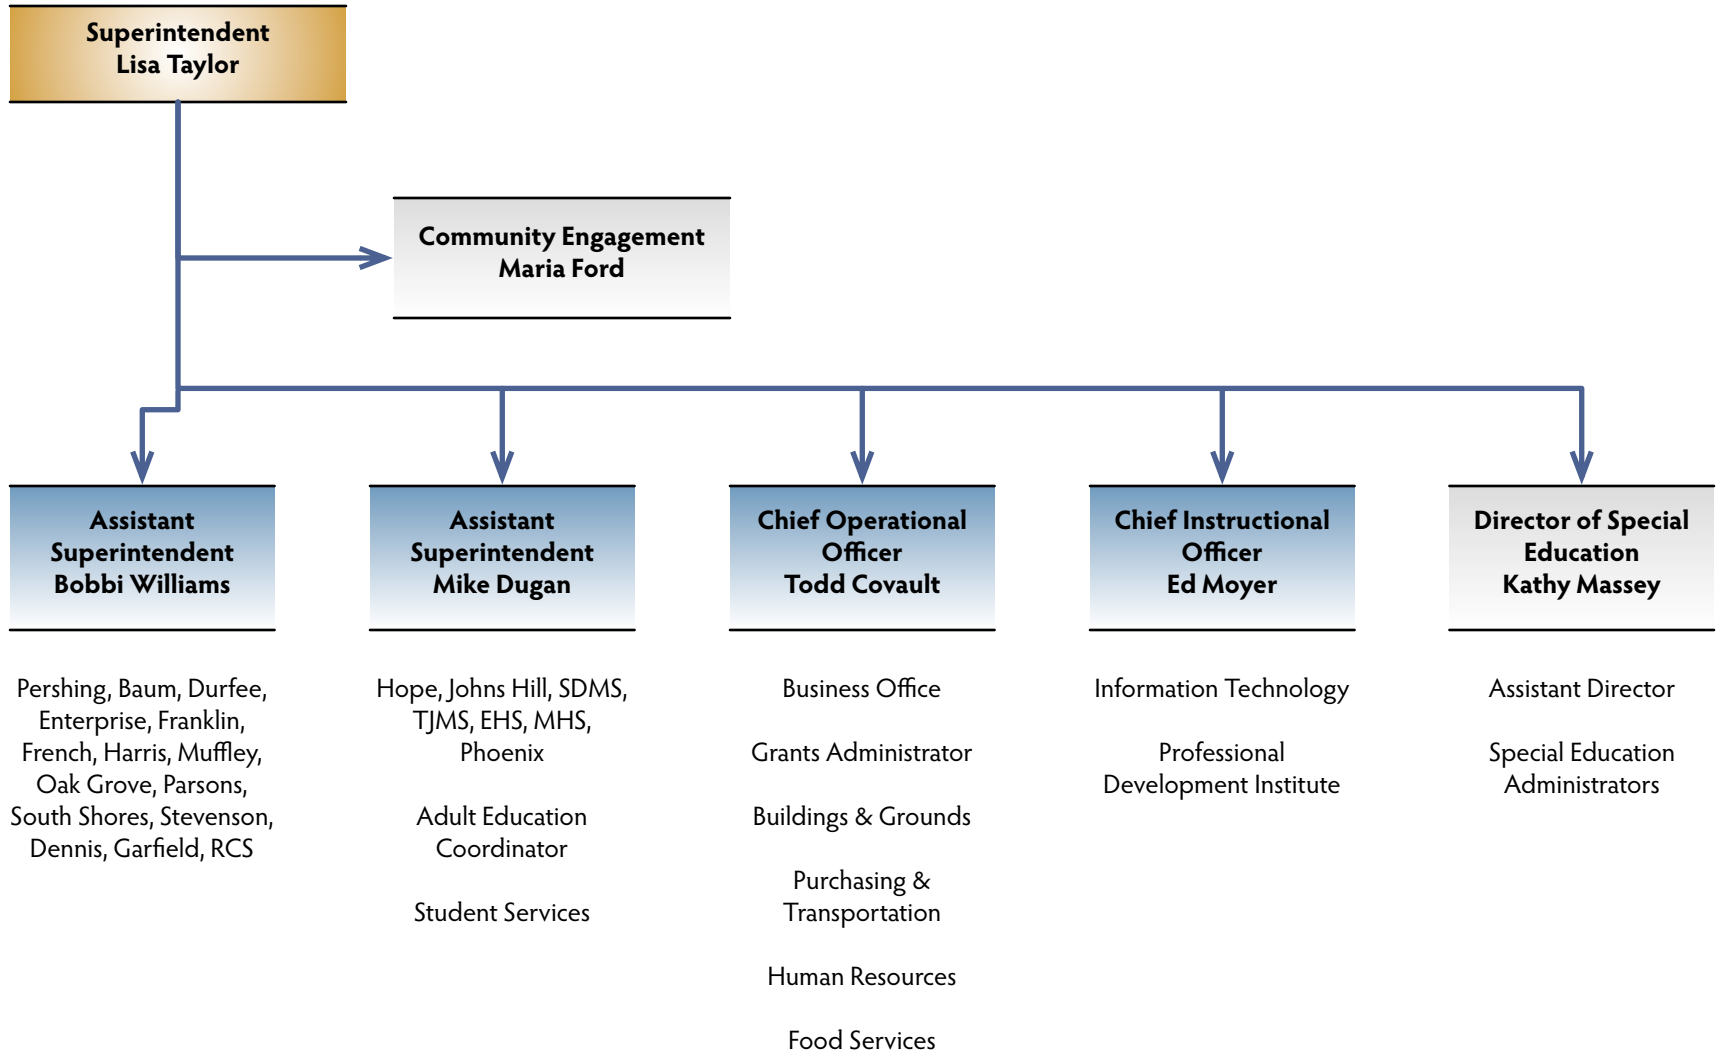 Superintendent
Lisa Taylor
Community Engagement
Maria Ford
Assistant
Superintendent
Bobbi Williams
Pershing, Baum, Durfee,
Enterprise, Franklin,
French, Harris, Muffley,
Oak Grove, Parsons,
South Shores, Stevenson,
Dennis, Garfield, RCS
Assistant
Superintendent
Mike Dugan
Hope, Johns Hill, SDMS,
TJMS, EHS, MHS,
Phoenix
Adult Education
Coordinator
Student Services
Chief Operational
Officer
Todd Covault
Business Office
Grants Administrator
Buildings & Grounds
Purchasing &
Transportation
Human Resources
Food Services
Chief Instructional
Officer
Ed Moyer
Information Technology
Professional
Development Institute
Director of Special
Education
Kathy Massey
Assistant Director
Special Education
Administrators